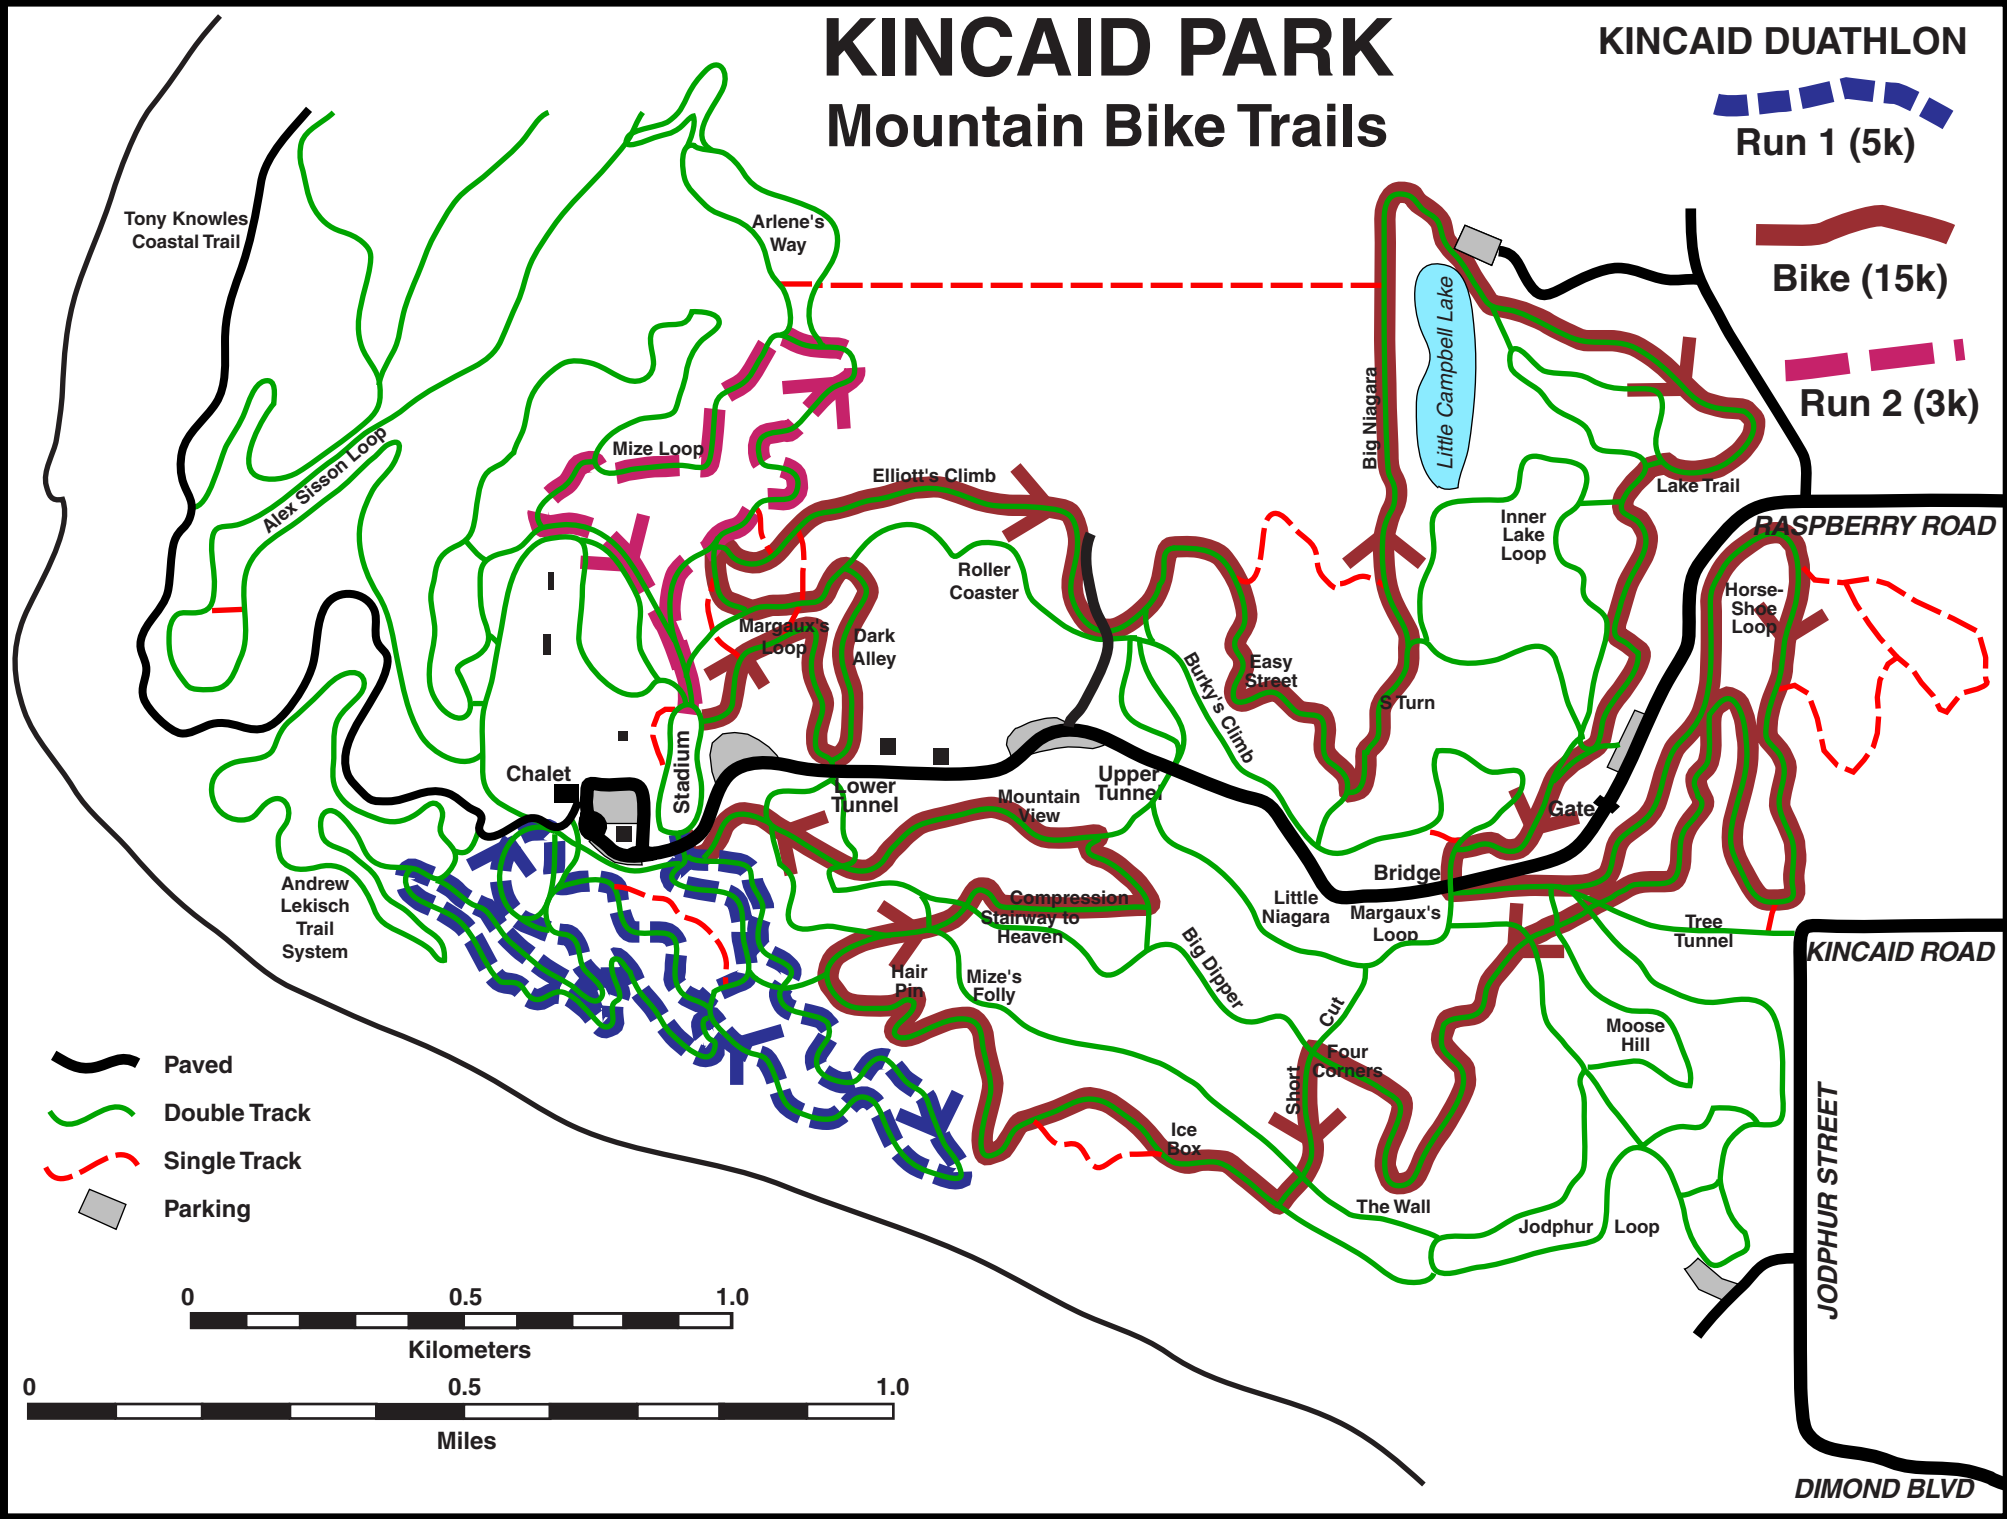 KINCAID PARK
Mountain Bike Trails
KINCAID DUATHLON
Run 1 (5k)
Bike (15k)
Run 2 (3k)
Tony Knowles
Coastal Trail
Arlene's
Way
Little Campbell Lake
Big Niagara
Mize Loop
Alex Sisson Loop
Elliott's Climb
Lake Trail
RASPBERRY ROAD
Inner
Lake
Loop
Roller
Coaster
Horse-
Shoe
Loop
Margaux's
Loop
Dark
Alley
Easy
Street
Burky's Climb
S Turn
Stadium
Chalet
Lower
Tunnel
Mountain
View
Upper
Tunnel
Gate
Bridge
Andrew
Lekisch
Trail
System
Compression
Stairway to
Heaven
Little
Niagara
Margaux's
Loop
Tree
Tunnel
KINCAID ROAD
Hair
Pin
Mize's
Folly
Big Dipper
Short
Cut
Four
Corners
Moose
Hill
Ice
Box
The Wall
Jodphur Loop
JODPHUR STREET
DIMOND BLVD
Paved
Double Track
Single Track
Parking
0 0.5 1.0
Kilometers
0 0.5 1.0
Miles